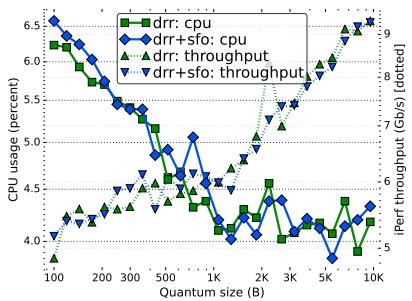 drr: cpu
drr+sfo: cpu
drr: throughput
drr+sfo: throughput
CPU usage (percent)
6.5
6.0
5.5
5.0
4.5
4.0
iPerf throughput (Gb/s) [dotted]
9
8
7
6
5
100 200 300 500 1K 2K 3K 5K 10K
Quantum size (B)